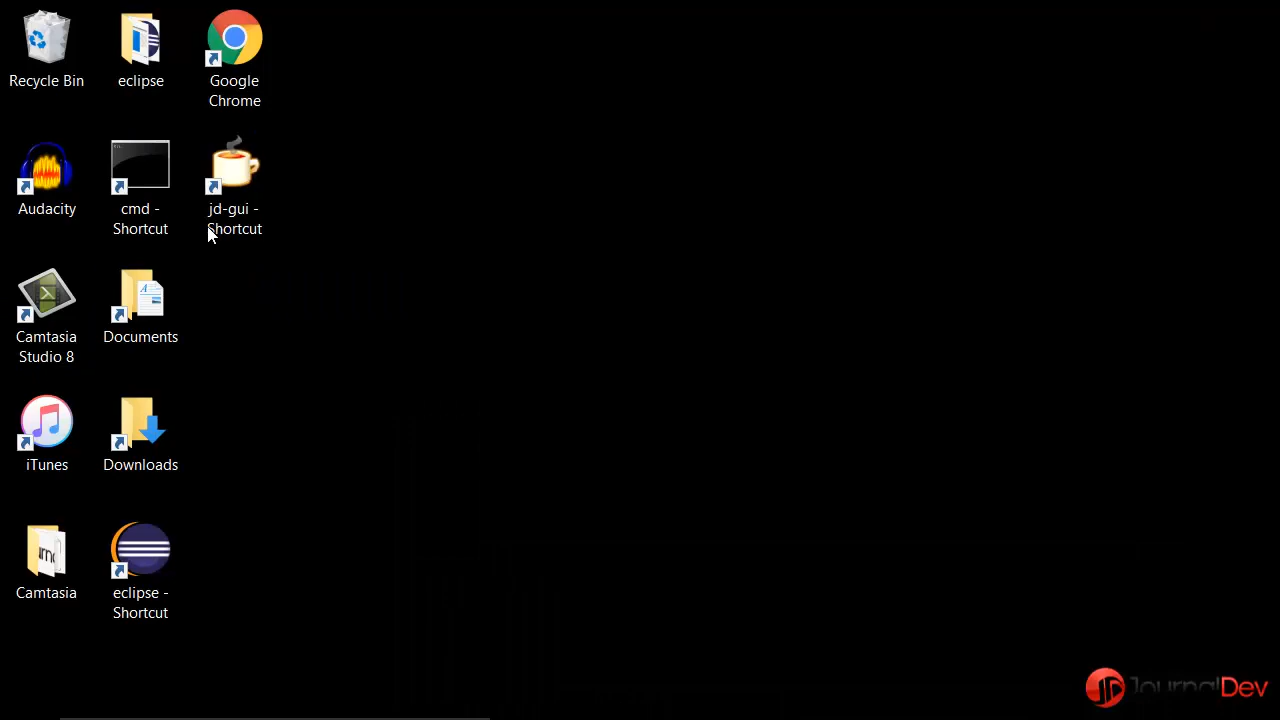 Recycle Bin
eclipse
Google
Chrome
Audacity
cmd -
Shortcut
jd-gui -
Shortcut
Camtasia
Studio 8
Documents
iTunes
Downloads
Camtasia
eclipse -
Shortcut
JournalDev